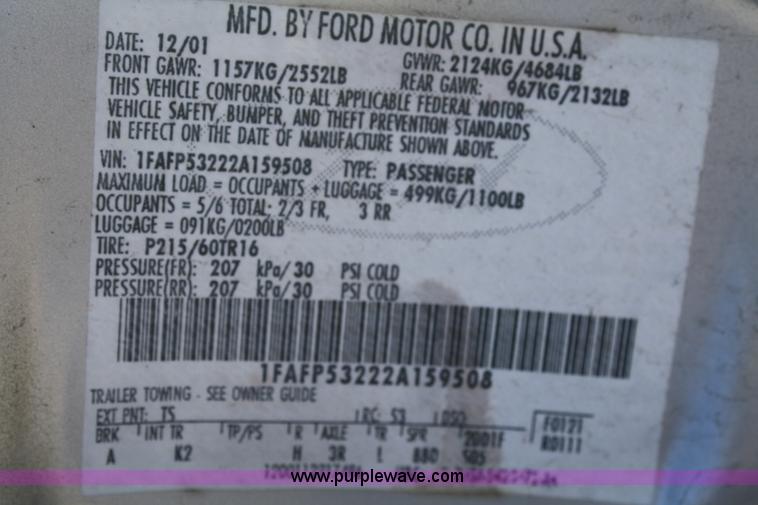 MFD. BY FORD MOTOR CO. IN U.S.A.
DATE: 12/01 GVWR: 2124KG/4684LB
FRONT GAWR: 1157KG/2552LB REAR GAWR: 967KG/2132LB
THIS VEHICLE CONFORMS TO ALL APPLICABLE FEDERAL MOTOR
VEHICLE SAFETY, BUMPER, AND THEFT PREVENTION STANDARDS
IN EFFECT ON THE DATE OF MANUFACTURE SHOWN ABOVE.
VIN: 1FAFP53222A159508 TYPE: PASSENGER
MAXIMUM LOAD = OCCUPANTS + LUGGAGE = 499KG/1100LB
OCCUPANTS = 5/6 TOTAL: 2/3 FR, 3 RR
LUGGAGE = 091KG/0200LB
TIRE: P215/60TR16
PRESSURE(FR): 207 kPa/30 PSI COLD
PRESSURE(RR): 207 kPa/30 PSI COLD
1FAFP53222A159508
TRAILER TOWING - SEE OWNER GUIDE
EXT PNT: TS RC: 53 DSO: F0121
BRK INT TR TP/PS R AXLE TR SPR R0111
A K2 H 3R
www.purplewave.com